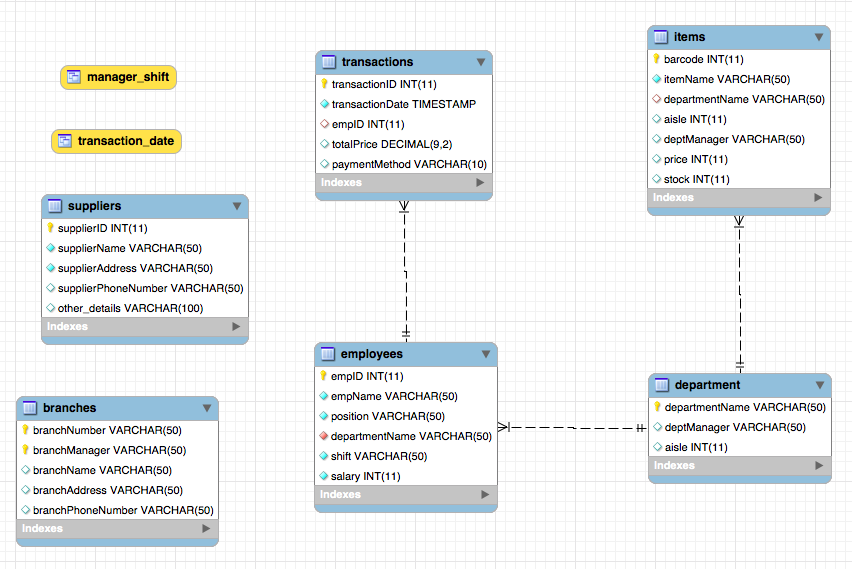 manager_shift
transaction_date
suppliers
supplierID INT(11)
supplierName VARCHAR(50)
supplierAddress VARCHAR(50)
supplierPhoneNumber VARCHAR(50)
other_details VARCHAR(100)
Indexes
branches
branchNumber VARCHAR(50)
branchManager VARCHAR(50)
branchName VARCHAR(50)
branchAddress VARCHAR(50)
branchPhoneNumber VARCHAR(50)
Indexes
transactions
transactionID INT(11)
transactionDate TIMESTAMP
empID INT(11)
totalPrice DECIMAL(9,2)
paymentMethod VARCHAR(10)
Indexes
employees
empID INT(11)
empName VARCHAR(50)
position VARCHAR(50)
departmentName VARCHAR(50)
shift VARCHAR(50)
salary INT(11)
Indexes
items
barcode INT(11)
itemName VARCHAR(50)
departmentName VARCHAR(50)
aisle INT(11)
deptManager VARCHAR(50)
price INT(11)
stock INT(11)
Indexes
department
departmentName VARCHAR(50)
deptManager VARCHAR(50)
aisle INT(11)
Indexes